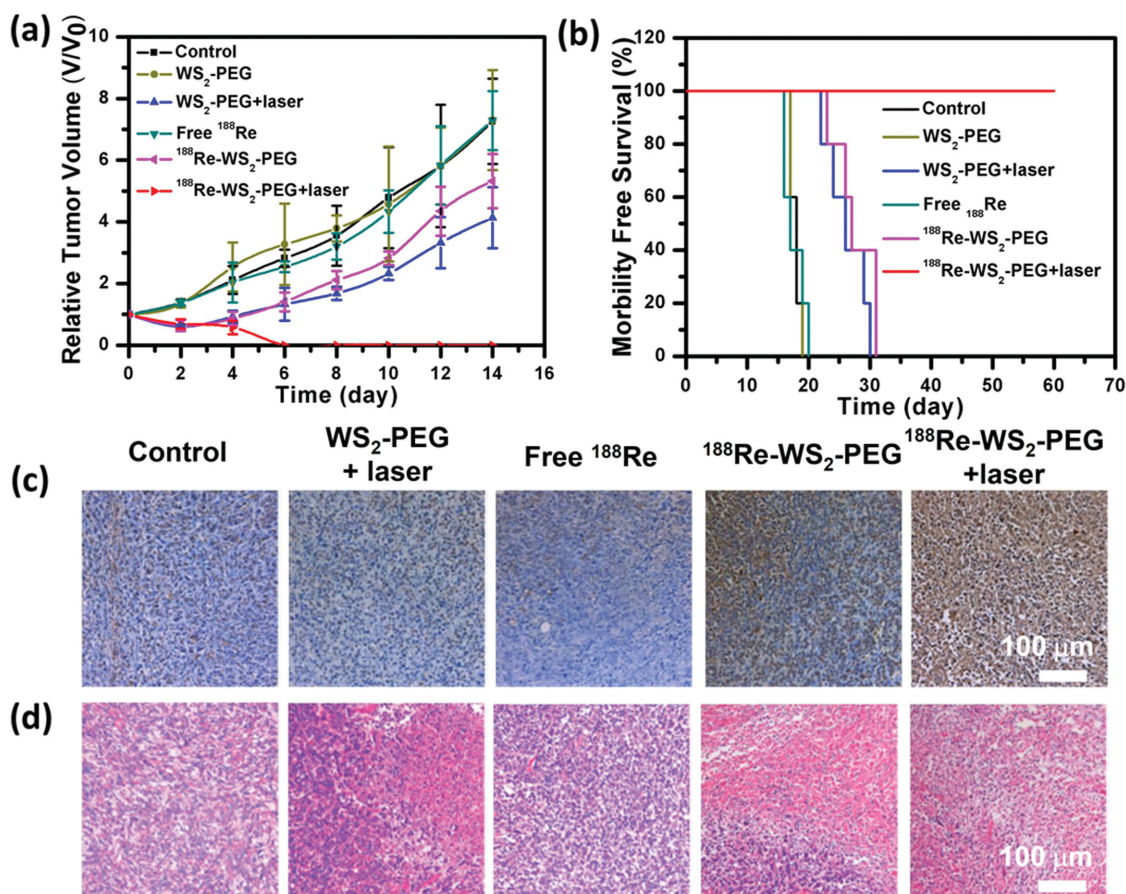 (a)
Relative Tumor Volume (V/V0)
10
8
6
4
2
0
Control
WS2-PEG
WS2-PEG+laser
Free 188Re
188Re-WS2-PEG
188Re-WS2-PEG+laser
0 2 4 6 8 10 12 14 16
Time (day)
(b)
Morbility Free Survival (%)
120
100
80
60
40
20
0
Control
WS2-PEG
WS2-PEG+laser
Free 188Re
188Re-WS2-PEG
188Re-WS2-PEG+laser
0 10 20 30 40 50 60 70
Time (day)
Control
WS2-PEG
+ laser
Free 188Re
188Re-WS2-PEG
188Re-WS2-PEG
+laser
(c)
100 μm
(d)
100 μm